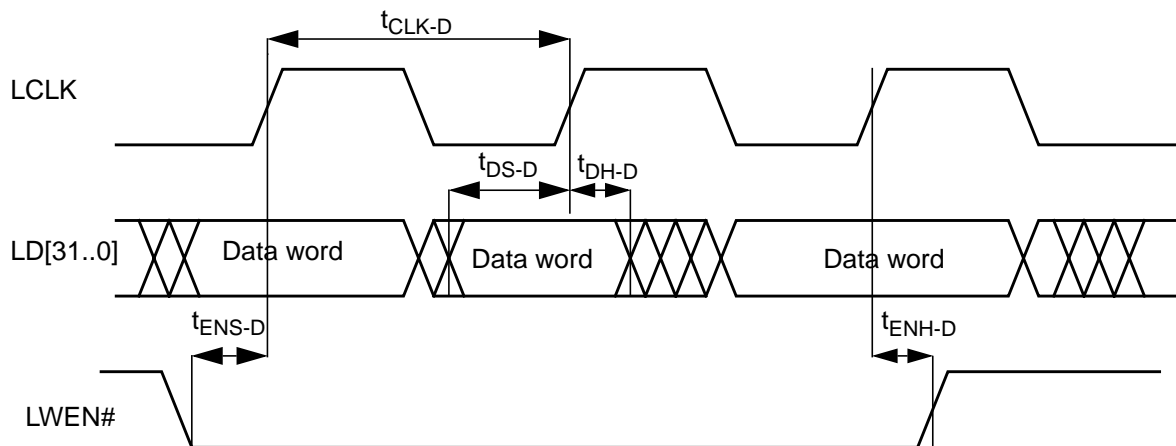 tCLK-D
LCLK
tDS-D
tDH-D
LD[31..0]
Data word
Data word
Data word
tENS-D
tENH-D
LWEN#